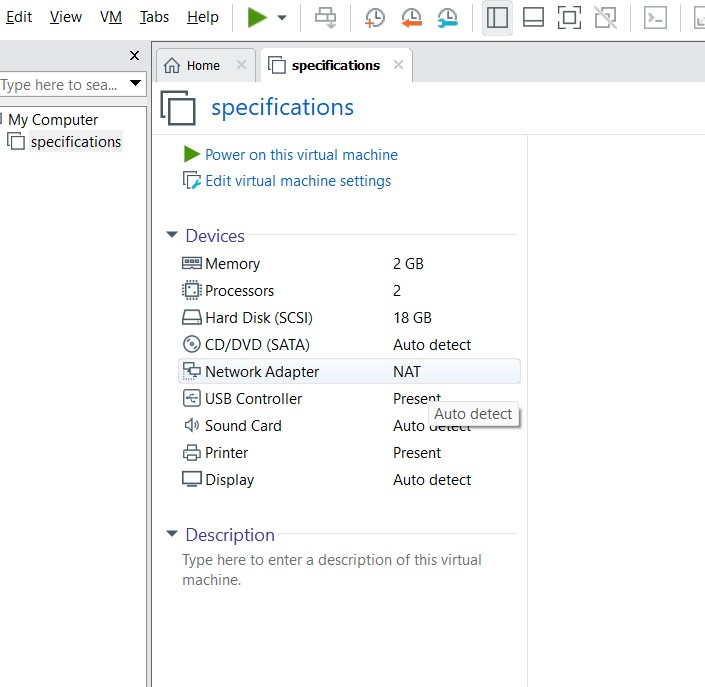 Edit View VM Tabs Help
Type here to sea...
My Computer
specifications
Home
specifications
specifications
Power on this virtual machine
Edit virtual machine settings
Devices
Memory 2 GB
Processors 2
Hard Disk (SCSI) 18 GB
CD/DVD (SATA) Auto detect
Network Adapter NAT
USB Controller Present
Auto detect
Sound Card Auto detect
Printer Present
Display Auto detect
Description
Type here to enter a description of this virtual
machine.